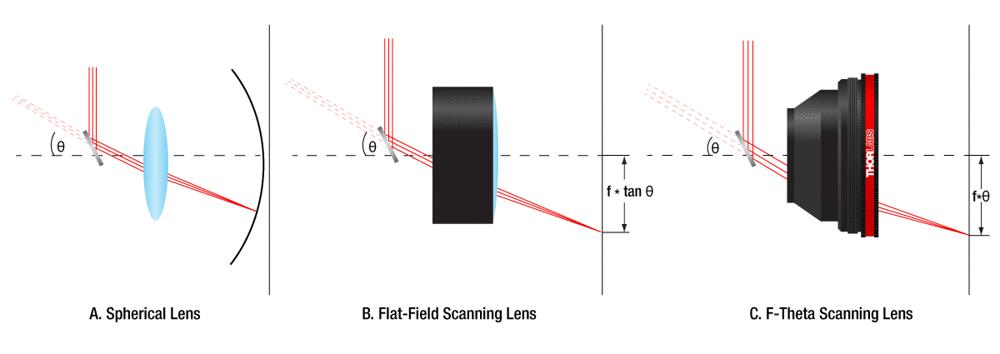 θ
A. Spherical Lens
θ
f * tan θ
B. Flat-Field Scanning Lens
θ
THORLABS
f*θ
C. F-Theta Scanning Lens